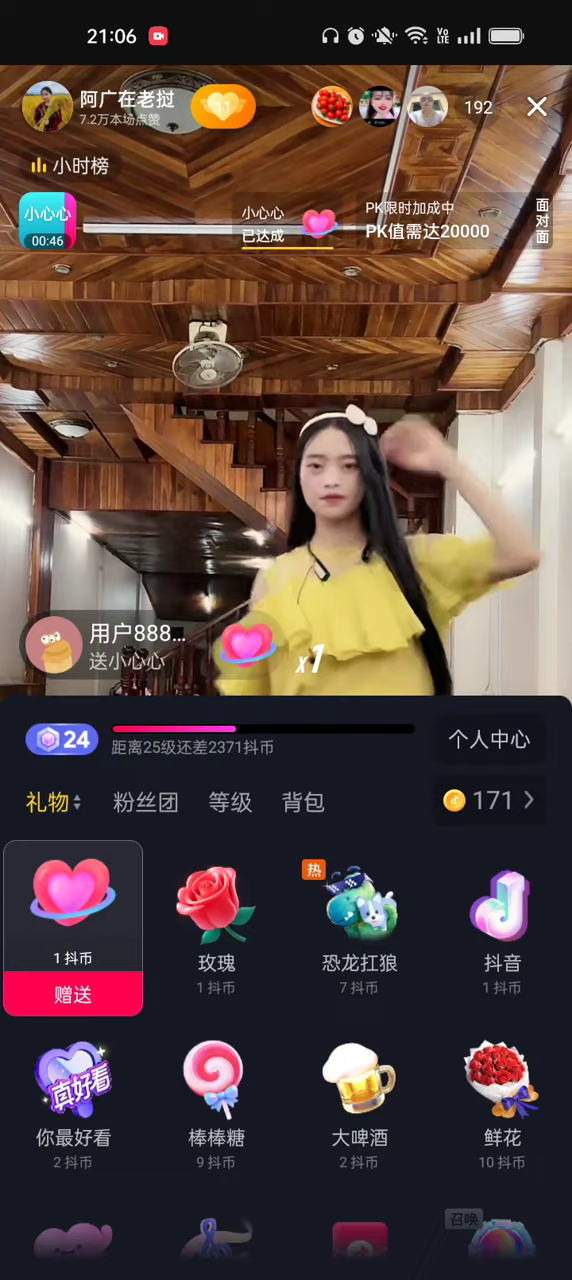 21:06
Vo
LTE
阿广在老挝
7.2万本场点赞
11
192
小时榜
小心心
00:46
小心心
已达成
PK限时加成中
PK值需达20000
面对面
用户888...
送小心心
x1
24
距离25级还差2371抖币
个人中心
礼物
粉丝团
等级
背包
171
热
1 抖币
赠送
玫瑰
1 抖币
恐龙扛狼
7 抖币
抖音
1 抖币
真好看
你最好看
2 抖币
棒棒糖
9 抖币
大啤酒
2 抖币
鲜花
10 抖币
召唤